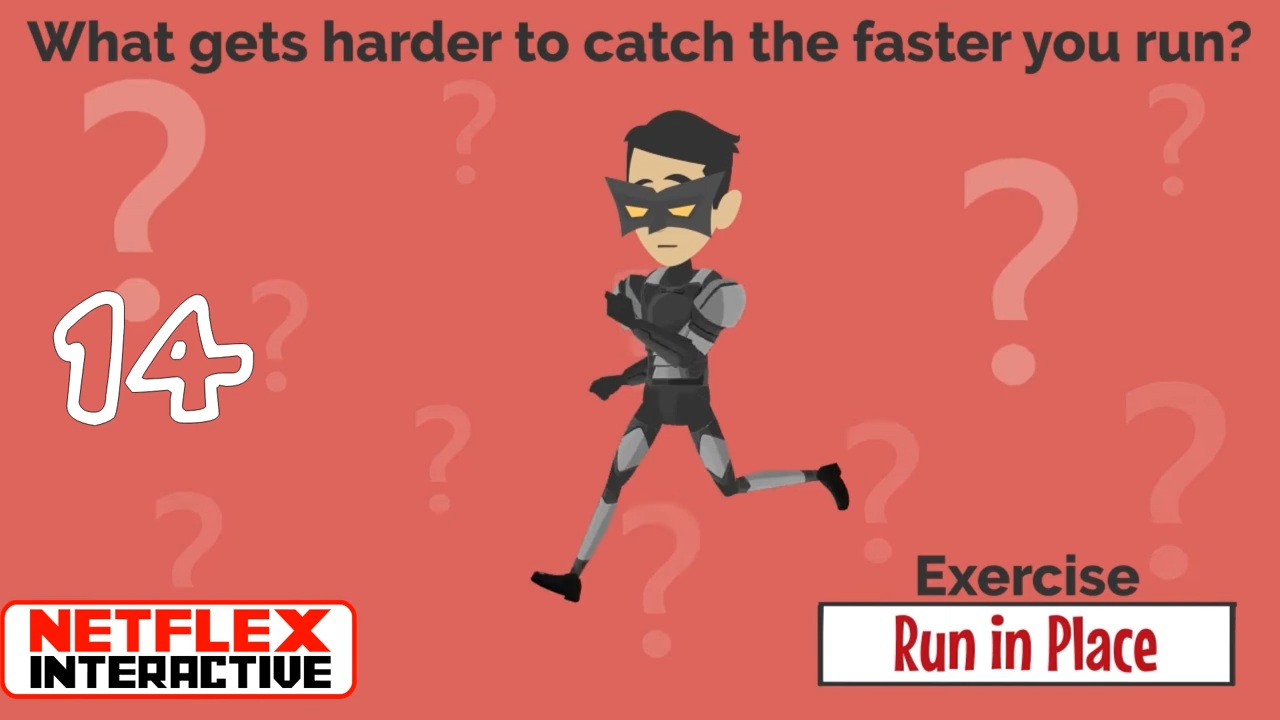 What gets harder to catch the faster you run?
14
Exercise
Run in Place
NETFLEX
INTERACTIVE